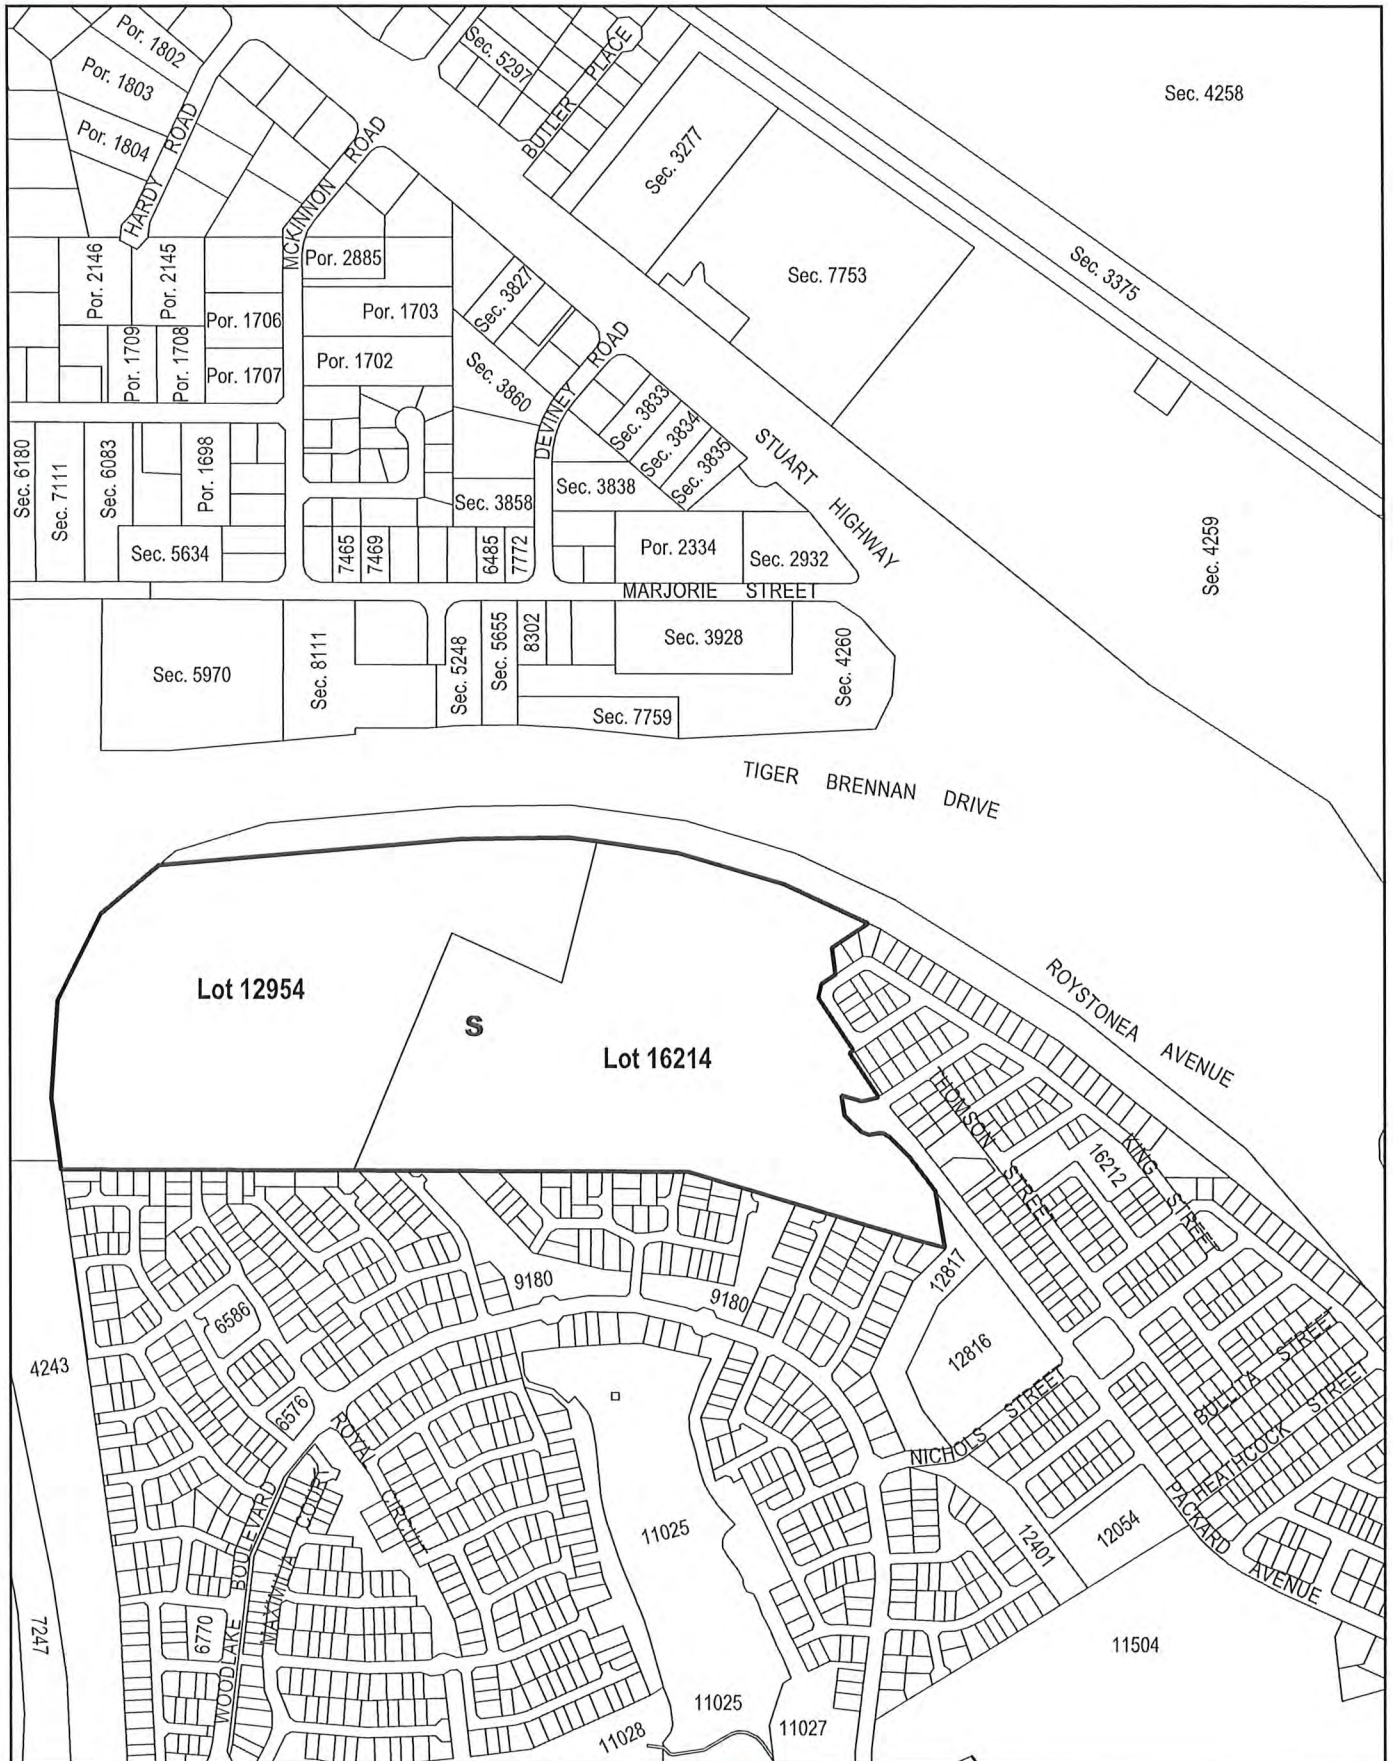 Por. 1802
Por. 1803
Por. 1804
HARDY ROAD
MCKINNON ROAD
Sec. 5297
BUTLER PLACE
Sec. 4258
Sec. 3277
Sec. 7753
Sec. 3375
Por. 2146
Por. 2145
Por. 2885
Por. 1703
Por. 1706
Por. 1709
Por. 1708
Por. 1707
Por. 1702
Sec. 3827
Sec. 3860
DEVINEY ROAD
Sec. 3833
Sec. 3834
Sec. 3835
STUART HIGHWAY
Sec. 6180
Sec. 7111
Sec. 6083
Por. 1698
Sec. 5634
Sec. 3858
Sec. 3838
7465
7469
6485
7772
Por. 2334
Sec. 2932
Sec. 4259
MARJORIE STREET
Sec. 5970
Sec. 8111
Sec. 5248
Sec. 5655
8302
Sec. 3928
Sec. 4260
Sec. 7759
TIGER BRENNAN DRIVE
Lot 12954
S
Lot 16214
ROYSTONEA AVENUE
THOMSON STREET
KING STREET
16212
9180
9180
12817
6586
12816
4243
6576
ROYAL CIRCUIT
BULLITA STREET
HEATHCOCK STREET
NICHOLS STREET
PACKARD AVENUE
WOODLAKE BOULEVARD
MAXIMILIA COURT
11025
12401
12054
7247
6770
11504
11025
11028
11027